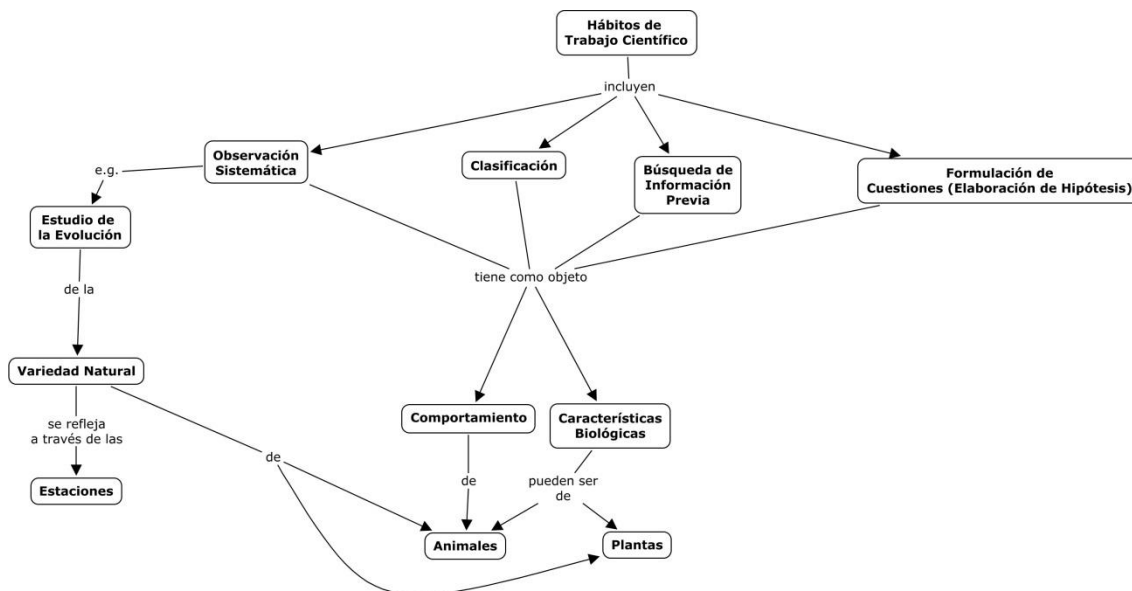 Hábitos de
Trabajo Científico
incluyen
Observación
Sistemática
Clasificación
Búsqueda de
Información
Previa
Formulación de
Cuestiones (Elaboración de Hipótesis)
e.g.
Estudio de
la Evolución
tiene como objeto
de la
Variedad Natural
Comportamiento
Características
Biológicas
se refleja
a través de las
de
de
pueden ser
de
Estaciones
Animales
Plantas